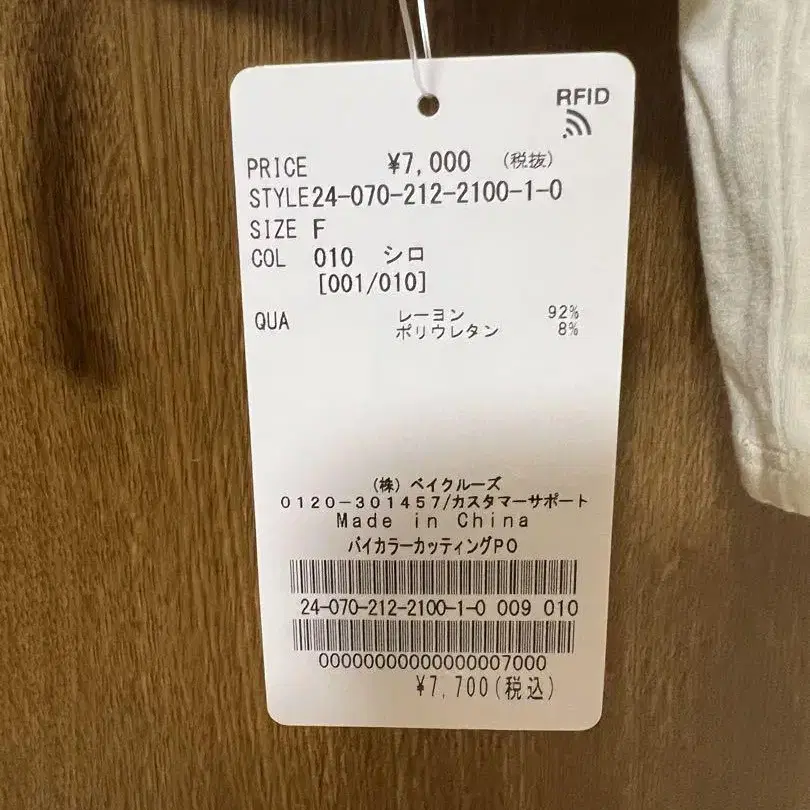 RFID
PRICE ¥7,000 (税抜)
STYLE24-070-212-2100-1-0
SIZE F
COL 010 シロ
[001/010]
QUA レーヨン 92%
ポリウレタン 8%
(株) ベイクルーズ
0120-301457/カスタマーサポート
Made in China
バイカラーカッティングPO
24-070-212-2100-1-0 009 010
00000000000000007000
¥7,700(税込)